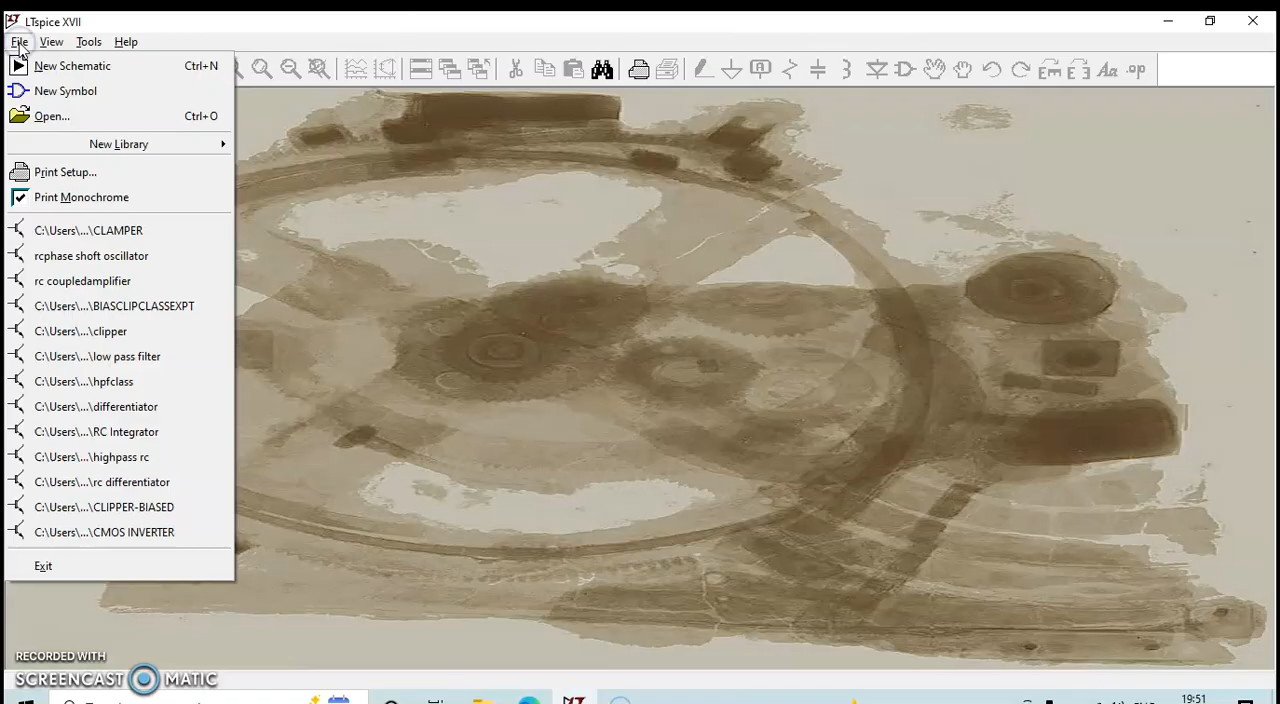 LTspice XVII
File View Tools Help
New Schematic Ctrl+N
New Symbol
Open... Ctrl+O
New Library
Print Setup...
Print Monochrome
C:\Users\...\CLAMPER
rcphase shoft oscillator
rc coupledamplifier
C:\Users\...\BIASCLIPCLASSEXPT
C:\Users\...\clipper
C:\Users\...\low pass filter
C:\Users\...\hpfclass
C:\Users\...\differentiator
C:\Users\...\RC Integrator
C:\Users\...\highpass rc
C:\Users\...\rc differentiator
C:\Users\...\CLIPPER-BIASED
C:\Users\...\CMOS INVERTER
Exit
Aa .op
RECORDED WITH
SCREENCAST MATIC
19:51